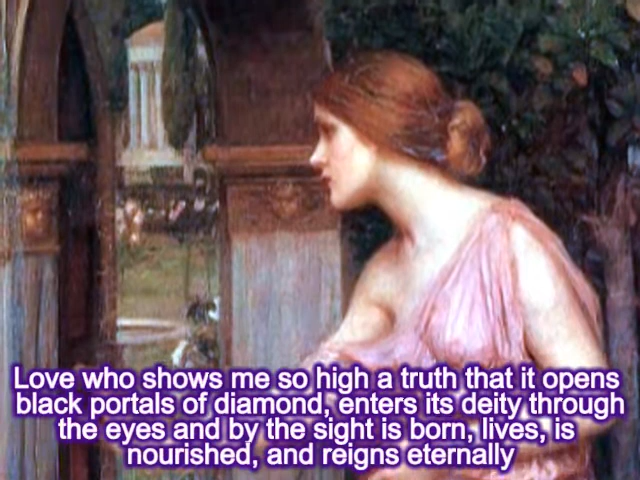 Love who shows me so high a truth that it opens
black portals of diamond, enters its deity through
the eyes and by the sight is born, lives, is
nourished, and reigns eternally